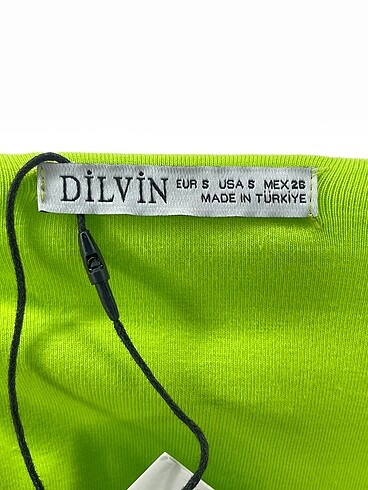 DİLVİN EUR S USA S MEX 26
MADE IN TÜRKİYE